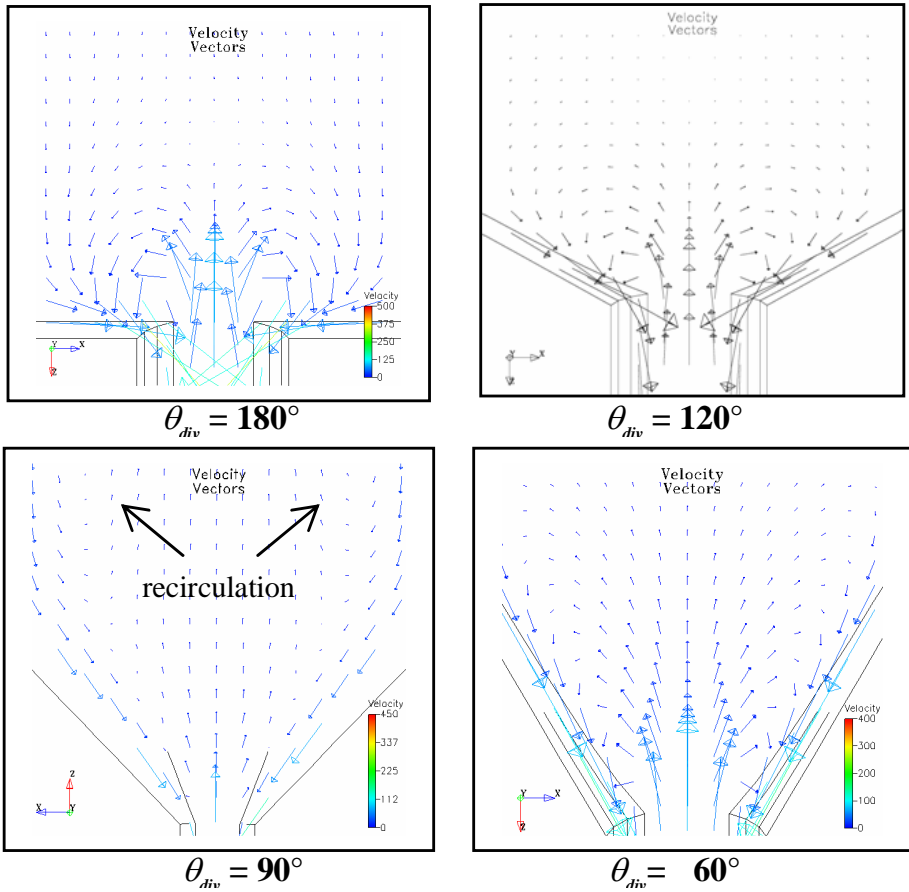 Velocity
Vectors
Velocity
500
375
250
125
0
Y
X
Z
θdiv = 180°
Velocity
Vectors
Y
X
Z
θdiv = 120°
Velocity
Vectors
recirculation
Velocity
450
337
225
112
0
Z
X
Y
θdiv = 90°
Velocity
Vectors
Velocity
400
300
200
100
0
Y
X
Z
θdiv = 60°